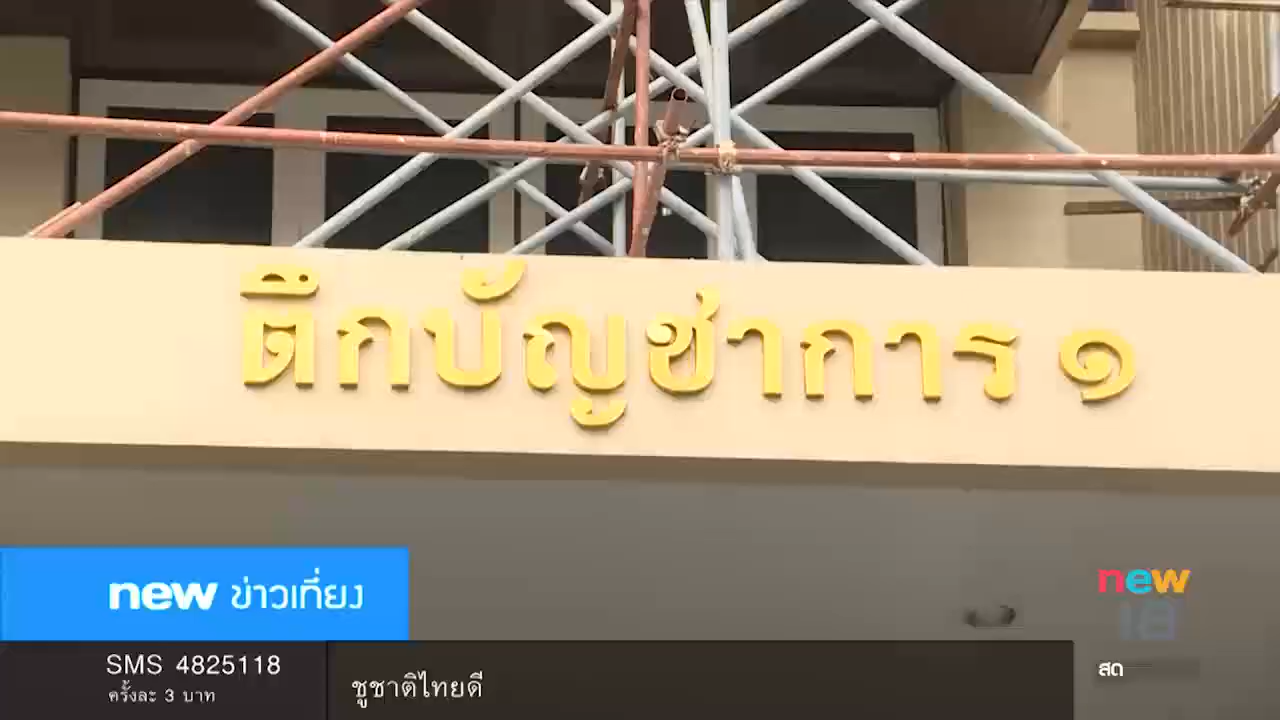 ตึกบัญชาการ ๑
new ข่าวเที่ยง
new
18
SMS 4825118
ครั้งละ 3 บาท
ชูชาติไทยดี
สด